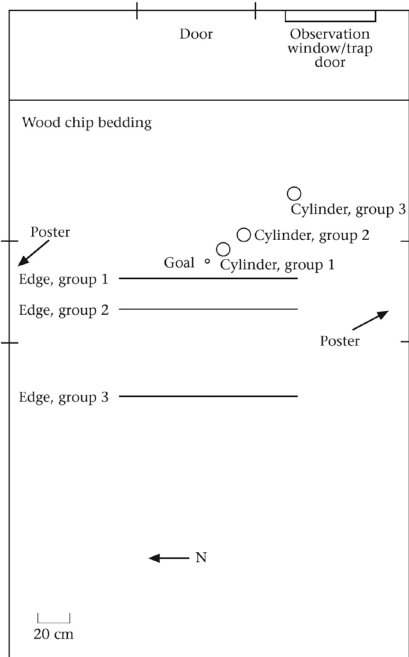 Door
Observation
window/trap
door
Wood chip bedding
Cylinder, group 3
Poster
Cylinder, group 2
Goal
Cylinder, group 1
Edge, group 1
Edge, group 2
Poster
Edge, group 3
N
20 cm